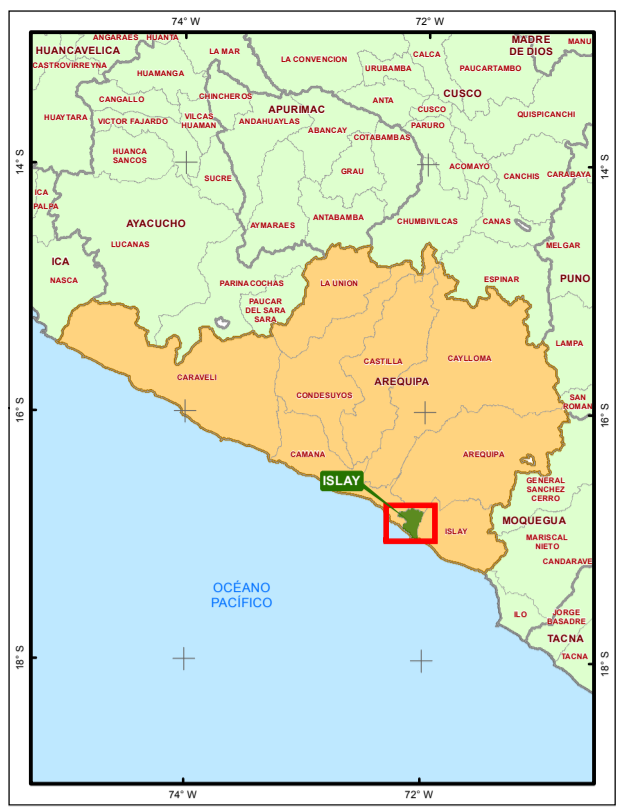 74° W
72° W
ANGARAES
HUANTA
MADRE
DE DIOS
MANU
HUANCAVELICA
LA MAR
LA CONVENCION
CALCA
CASTROVIRREYNA
HUAMANGA
URUBAMBA
PAUCARTAMBO
CANGALLO
CHINCHEROS
ANTA
CUSCO
HUAYTARA
VICTOR FAJARDO
VILCAS
HUAMAN
APURIMAC
ANDAHUAYLAS
ABANCAY
COTABAMBAS
CUSCO
PARURO
QUISPICANCHI
14° S
HUANCA
SANCOS
GRAU
ACOMAYO
CANCHIS
CARABAYA
14° S
ICA
PALPA
SUCRE
AYACUCHO
AYMARAES
ANTABAMBA
CHUMBIVILCAS
CANAS
LUCANAS
MELGAR
ICA
NASCA
PARINACOCHAS
LA UNION
ESPINAR
PUNO
PAUCAR
DEL SARA
SARA
LAMPA
CASTILLA
CAYLLOMA
CARAVELI
AREQUIPA
CONDESUYOS
SAN
ROMAN
16° S
16° S
CAMANA
AREQUIPA
ISLAY
GENERAL
SANCHEZ
CERRO
ISLAY
MOQUEGUA
MARISCAL
NIETO
CANDARAVE
OCÉANO
PACÍFICO
ILO
JORGE
BASADRE
TACNA
TACNA
18° S
18° S
74° W
72° W